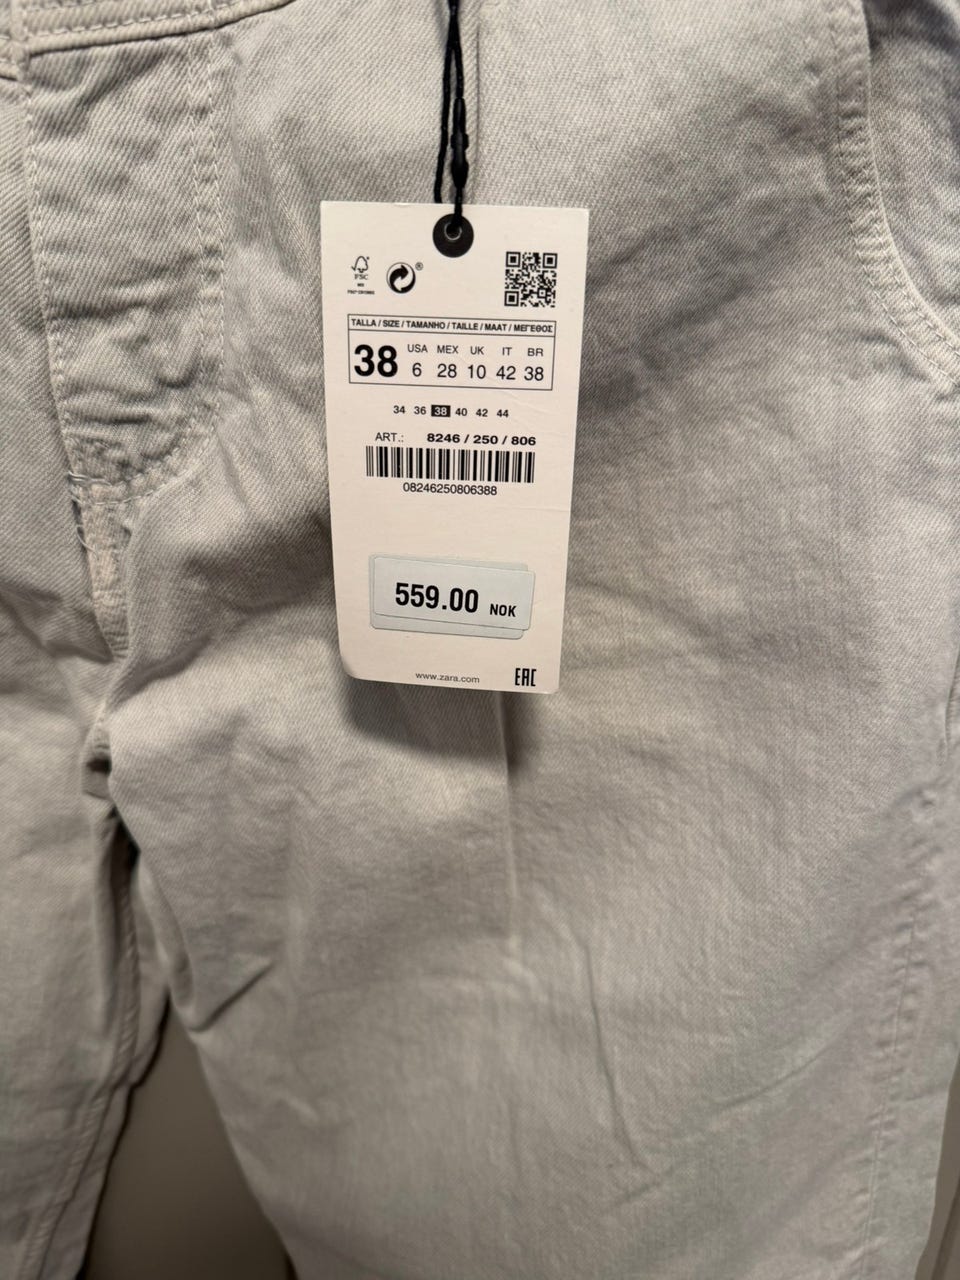 FSC
MIX
®
TALLA / SIZE / TAMANHO / TAILLE / MAAT / ΜΕΓΕΘΟΣ
38 USA MEX UK IT BR
6 28 10 42 38
34 36 38 40 42 44
ART.: 8246 / 250 / 806
08246250806388
559.00 NOK
www.zara.com EAC